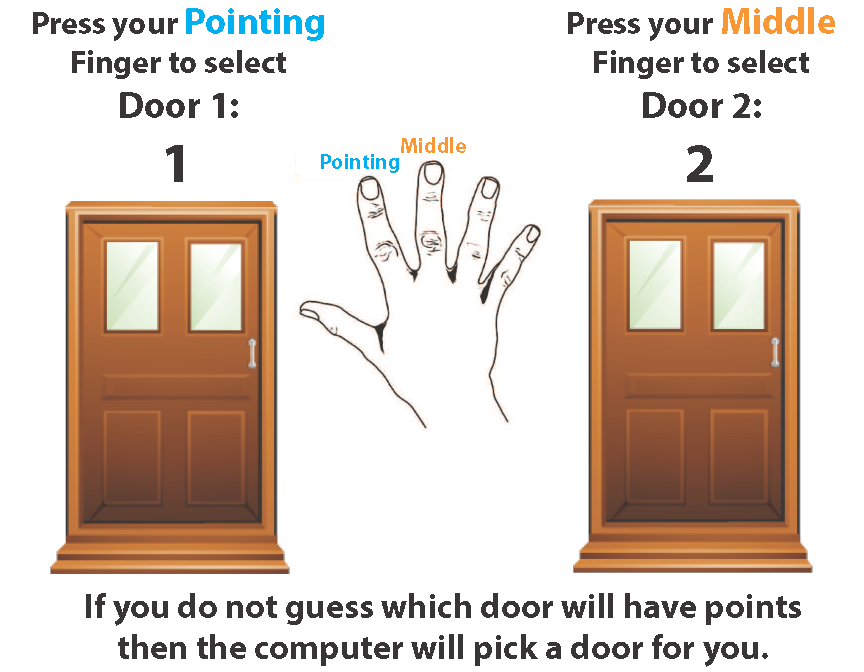 Press your Pointing
Finger to select
Door 1:
1
Press your Middle
Finger to select
Door 2:
2
Middle
Pointing
If you do not guess which door will have points
then the computer will pick a door for you.